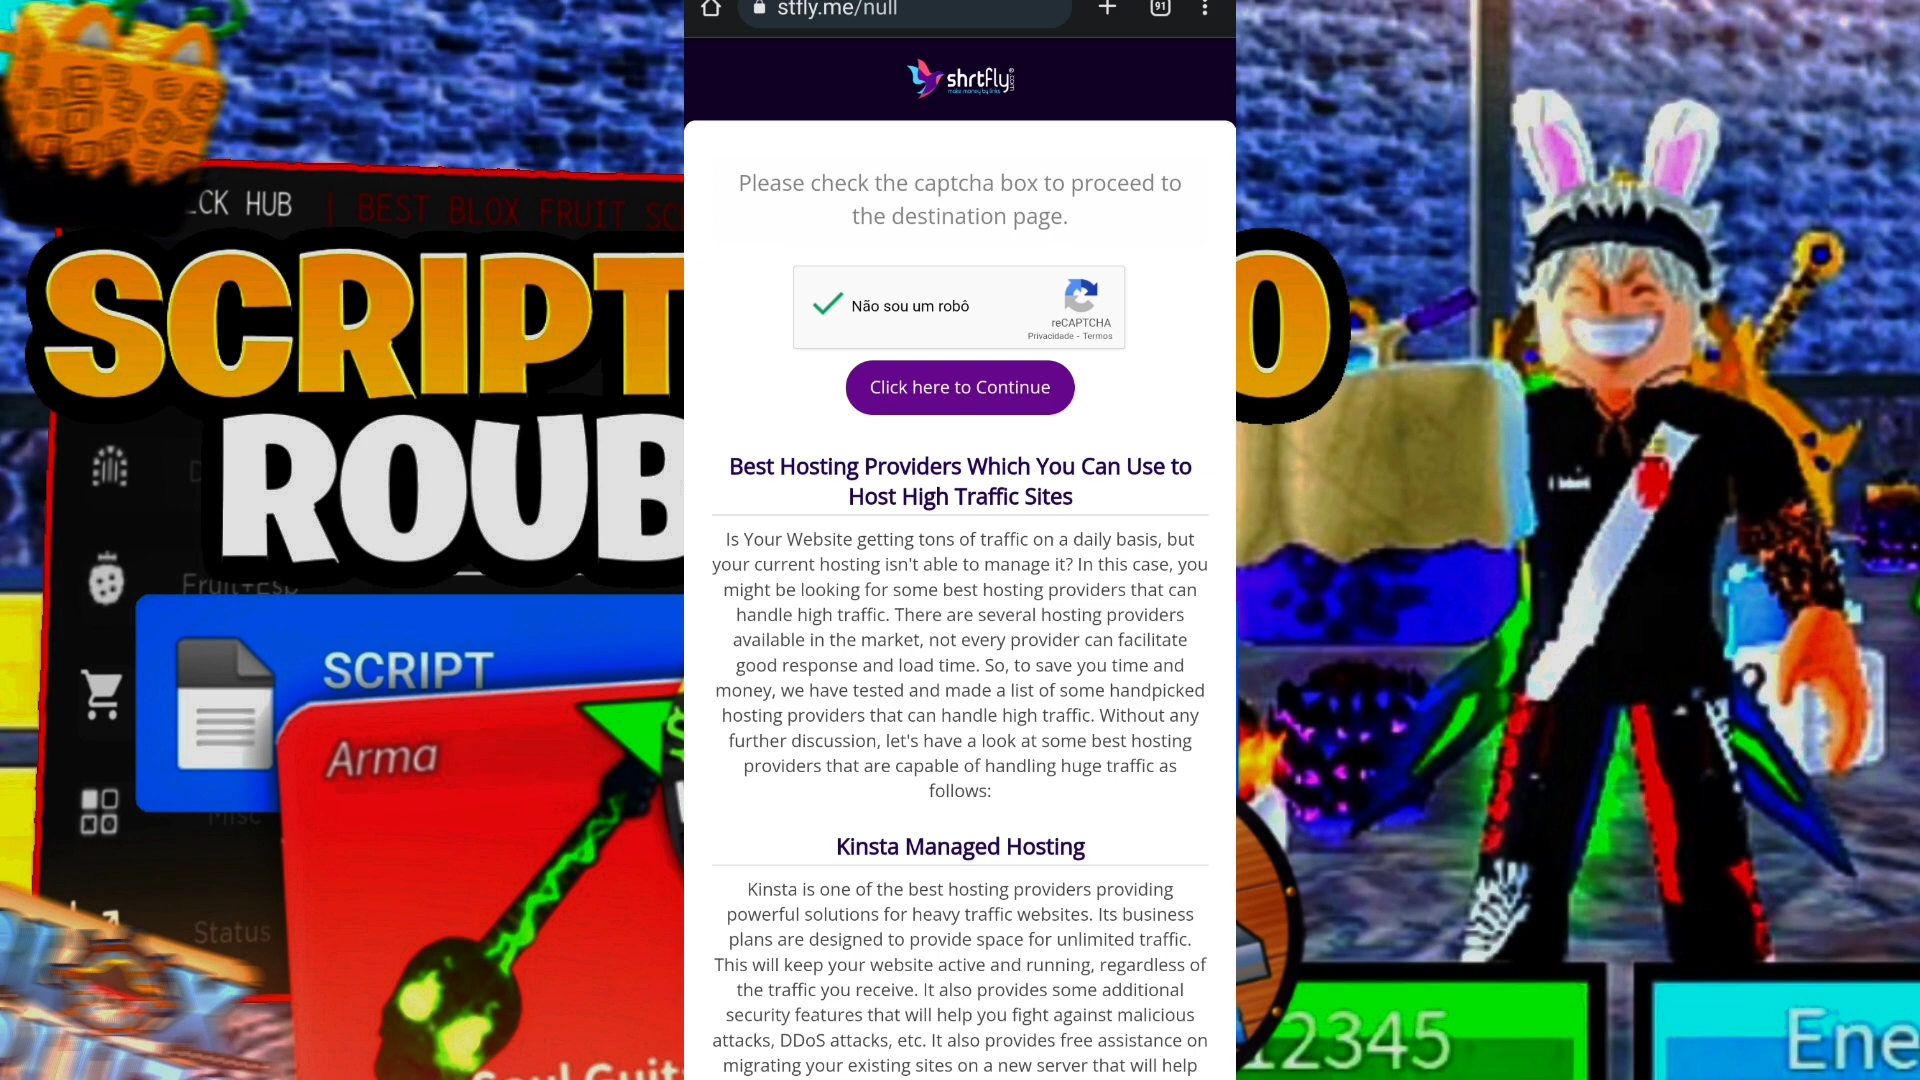 stfly.me/null
91
shrtfly
make money by links
.COM
Please check the captcha box to proceed to
the destination page.
Não sou um robô
reCAPTCHA
Privacidade - Termos
Click here to Continue
Best Hosting Providers Which You Can Use to
Host High Traffic Sites
Is Your Website getting tons of traffic on a daily basis, but
your current hosting isn't able to manage it? In this case, you
might be looking for some best hosting providers that can
handle high traffic. There are several hosting providers
available in the market, not every provider can facilitate
good response and load time. So, to save you time and
money, we have tested and made a list of some handpicked
hosting providers that can handle high traffic. Without any
further discussion, let's have a look at some best hosting
providers that are capable of handling huge traffic as
follows:
Kinsta Managed Hosting
Kinsta is one of the best hosting providers providing
powerful solutions for heavy traffic websites. Its business
plans are designed to provide space for unlimited traffic.
This will keep your website active and running, regardless of
the traffic you receive. It also provides some additional
security features that will help you fight against malicious
attacks, DDoS attacks, etc. It also provides free assistance on
migrating your existing sites on a new server that will help
CK HUB | BEST BLOX FRUIT SC
SCRIPT
O
ROUB
Fruit+Esp
SCRIPT
Arma
Misc
Status
Soul Guit
12345
Ene